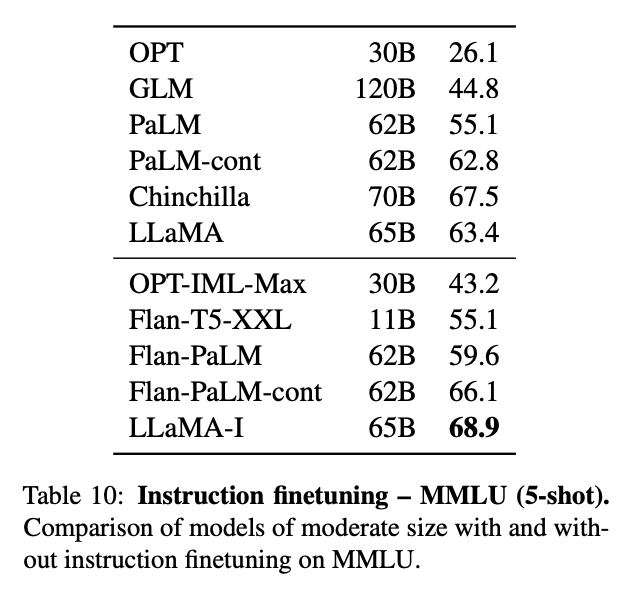 OPT 30B 26.1
GLM 120B 44.8
PaLM 62B 55.1
PaLM-cont 62B 62.8
Chinchilla 70B 67.5
LLaMA 65B 63.4
OPT-IML-Max 30B 43.2
Flan-T5-XXL 11B 55.1
Flan-PaLM 62B 59.6
Flan-PaLM-cont 62B 66.1
LLaMA-I 65B 68.9
Table 10: Instruction finetuning – MMLU (5-shot).
Comparison of models of moderate size with and with-
out instruction finetuning on MMLU.